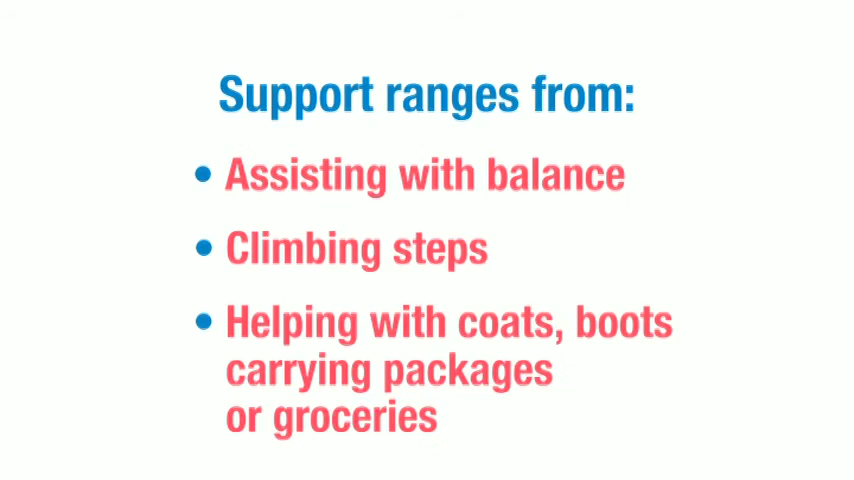 Support ranges from:
• Assisting with balance
• Climbing steps
• Helping with coats, boots
carrying packages
or groceries